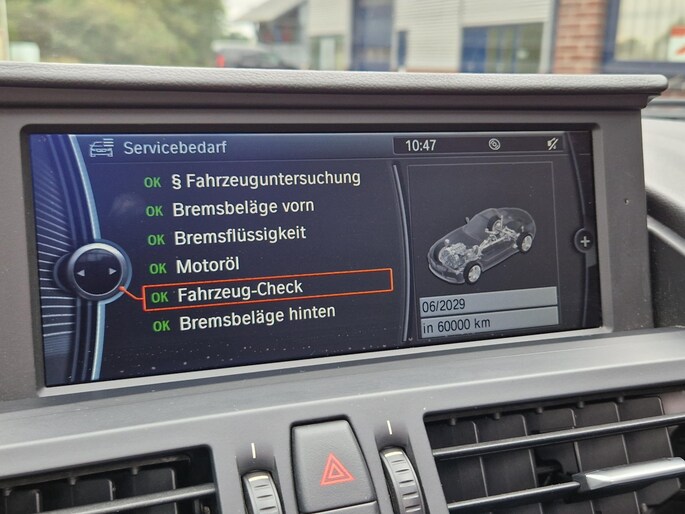 Servicebedarf
10:47
OK § Fahrzeuguntersuchung
OK Bremsbeläge vorn
OK Bremsflüssigkeit
OK Motoröl
OK Fahrzeug-Check
OK Bremsbeläge hinten
06/2029
in 60000 km